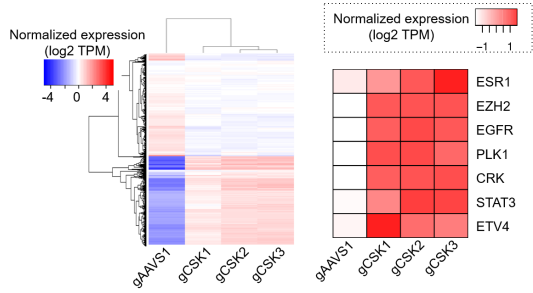 Normalized expression
(log2 TPM)
-4 0 4
gAAVS1 gCSK1 gCSK2 gCSK3
Normalized expression
(log2 TPM)
-1 1
ESR1
EZH2
EGFR
PLK1
CRK
STAT3
ETV4
gAAVS1 gCSK1 gCSK2 gCSK3